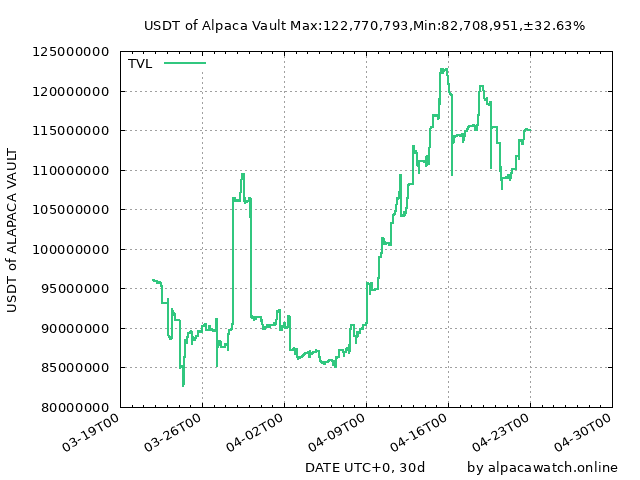 USDT of Alpaca Vault Max:122,770,793,Min:82,708,951,±32.63%
125000000
TVL
120000000
115000000
110000000
105000000
100000000
95000000
90000000
85000000
80000000
USDT of ALAPACA VAULT
03-19T00
03-26T00
04-02T00
04-09T00
04-16T00
04-23T00
04-30T00
DATE UTC+0, 30d
by alpacawatch.online